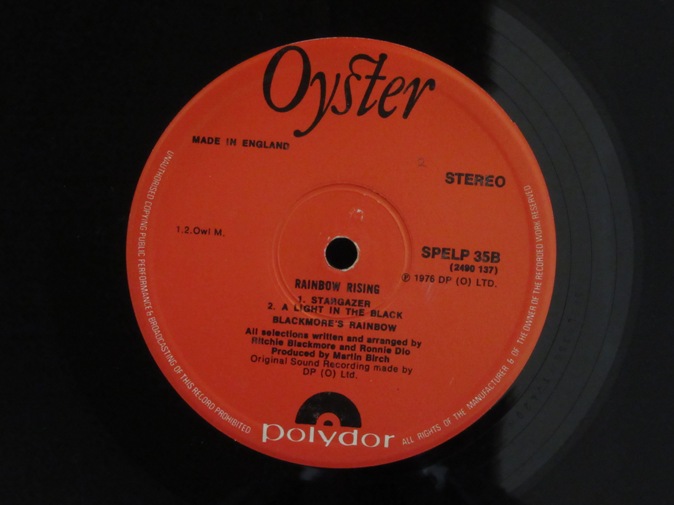 Oyster
MADE IN ENGLAND
STEREO
1.2.Owl M.
SPELP 35B
(2490 137)
℗ 1976 DP (O) LTD.
RAINBOW RISING
1. STARGAZER
2. A LIGHT IN THE BLACK
BLACKMORE'S RAINBOW
All selections written and arranged by
Ritchie Blackmore and Ronnie Dio
Produced by Martin Birch
Original Sound Recording made by
DP (O) Ltd.
polydor
ALL RIGHTS OF THE MANUFACTURER & OF THE OWNER OF THE RECORDED WORK RESERVED
UNAUTHORISED COPYING PUBLIC PERFORMANCE & BROADCASTING OF THIS RECORD PROHIBITED